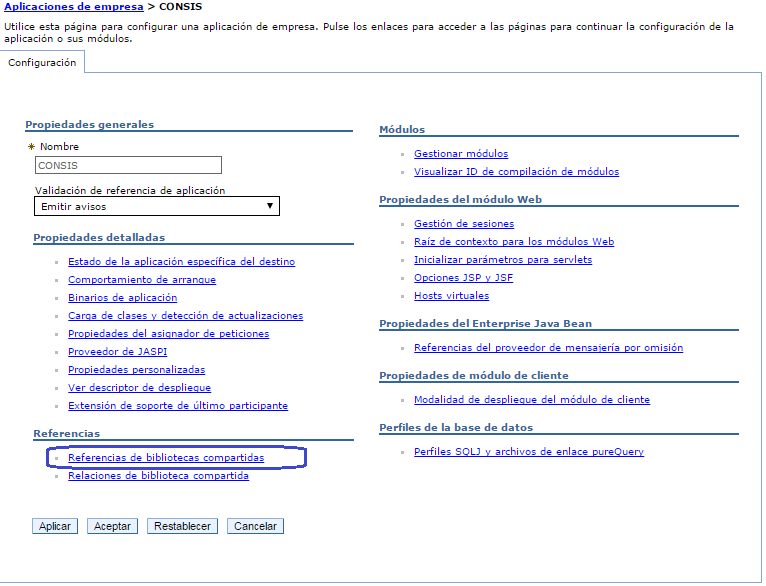 Aplicaciones de empresa > CONSIS
Utilice esta página para configurar una aplicación de empresa. Pulse los enlaces para acceder a las páginas para continuar la configuración de la
aplicación o sus módulos.
Configuración
Propiedades generales
* Nombre
CONSIS
Validación de referencia de aplicación
Emitir avisos
Propiedades detalladas
Estado de la aplicación específica del destino
Comportamiento de arranque
Binarios de aplicación
Carga de clases y detección de actualizaciones
Propiedades del asignador de peticiones
Proveedor de JASPI
Propiedades personalizadas
Ver descriptor de despliegue
Extensión de soporte de último participante
Referencias
Referencias de bibliotecas compartidas
Relaciones de biblioteca compartida
Módulos
Gestionar módulos
Visualizar ID de compilación de módulos
Propiedades del módulo Web
Gestión de sesiones
Raíz de contexto para los módulos Web
Inicializar parámetros para servlets
Opciones JSP y JSF
Hosts virtuales
Propiedades del Enterprise Java Bean
Referencias del proveedor de mensajería por omisión
Propiedades de módulo de cliente
Modalidad de despliegue del módulo de cliente
Perfiles de la base de datos
Perfiles SQLJ y archivos de enlace pureQuery
Aplicar Aceptar Restablecer Cancelar